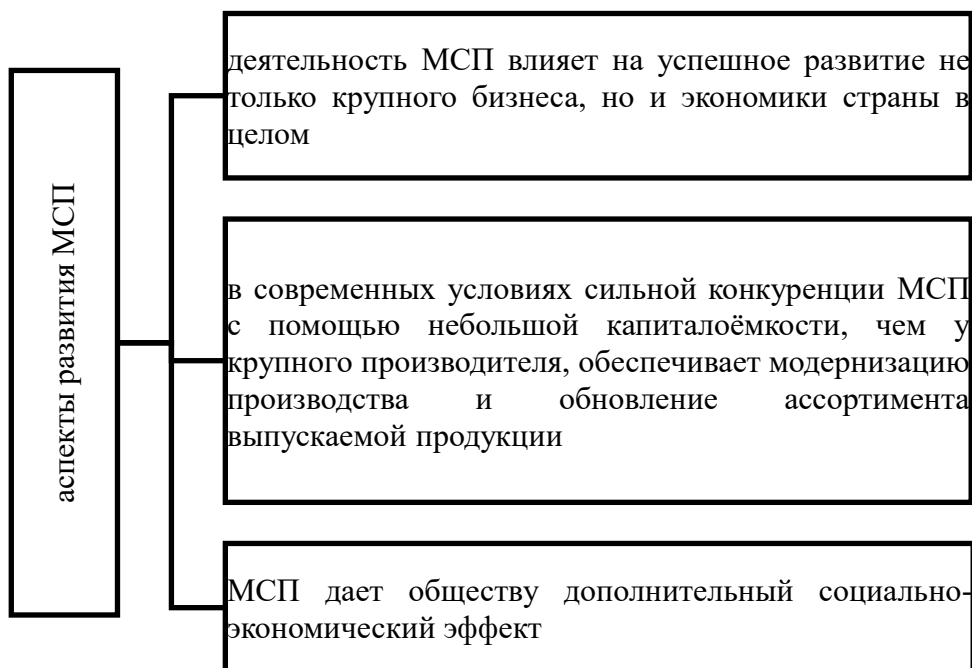 аспекты развития МСП
деятельность МСП влияет на успешное развитие не
только крупного бизнеса, но и экономики страны в
целом
в современных условиях сильной конкуренции МСП
с помощью небольшой капиталоёмкости, чем у
крупного производителя, обеспечивает модернизацию
производства и обновление ассортимента
выпускаемой продукции
МСП дает обществу дополнительный социально-
экономический эффект